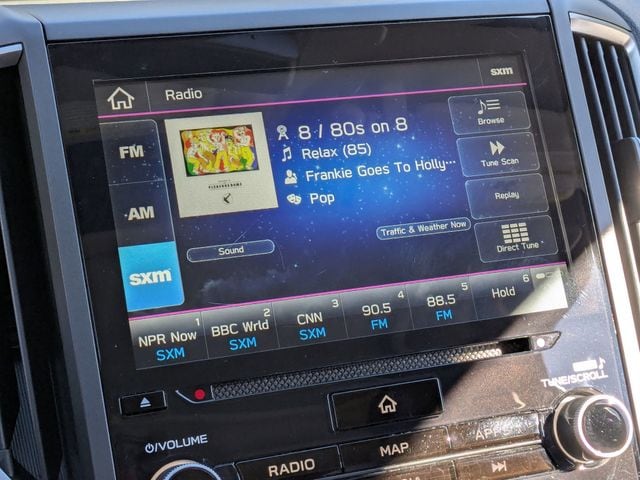 Radio
sxm
FM
AM
sxm
PLEASUREDOME
8 / 80s on 8
Relax (85)
Frankie Goes To Holly...
Pop
Sound
Traffic & Weather Now
Browse
Tune Scan
Replay
Direct Tune
NPR Now 1
SXM
BBC Wrld 2
SXM
CNN 3
SXM
90.5 4
FM
88.5 5
FM
Hold 6
TUNE/SCROLL
VOLUME
RADIO
MAP